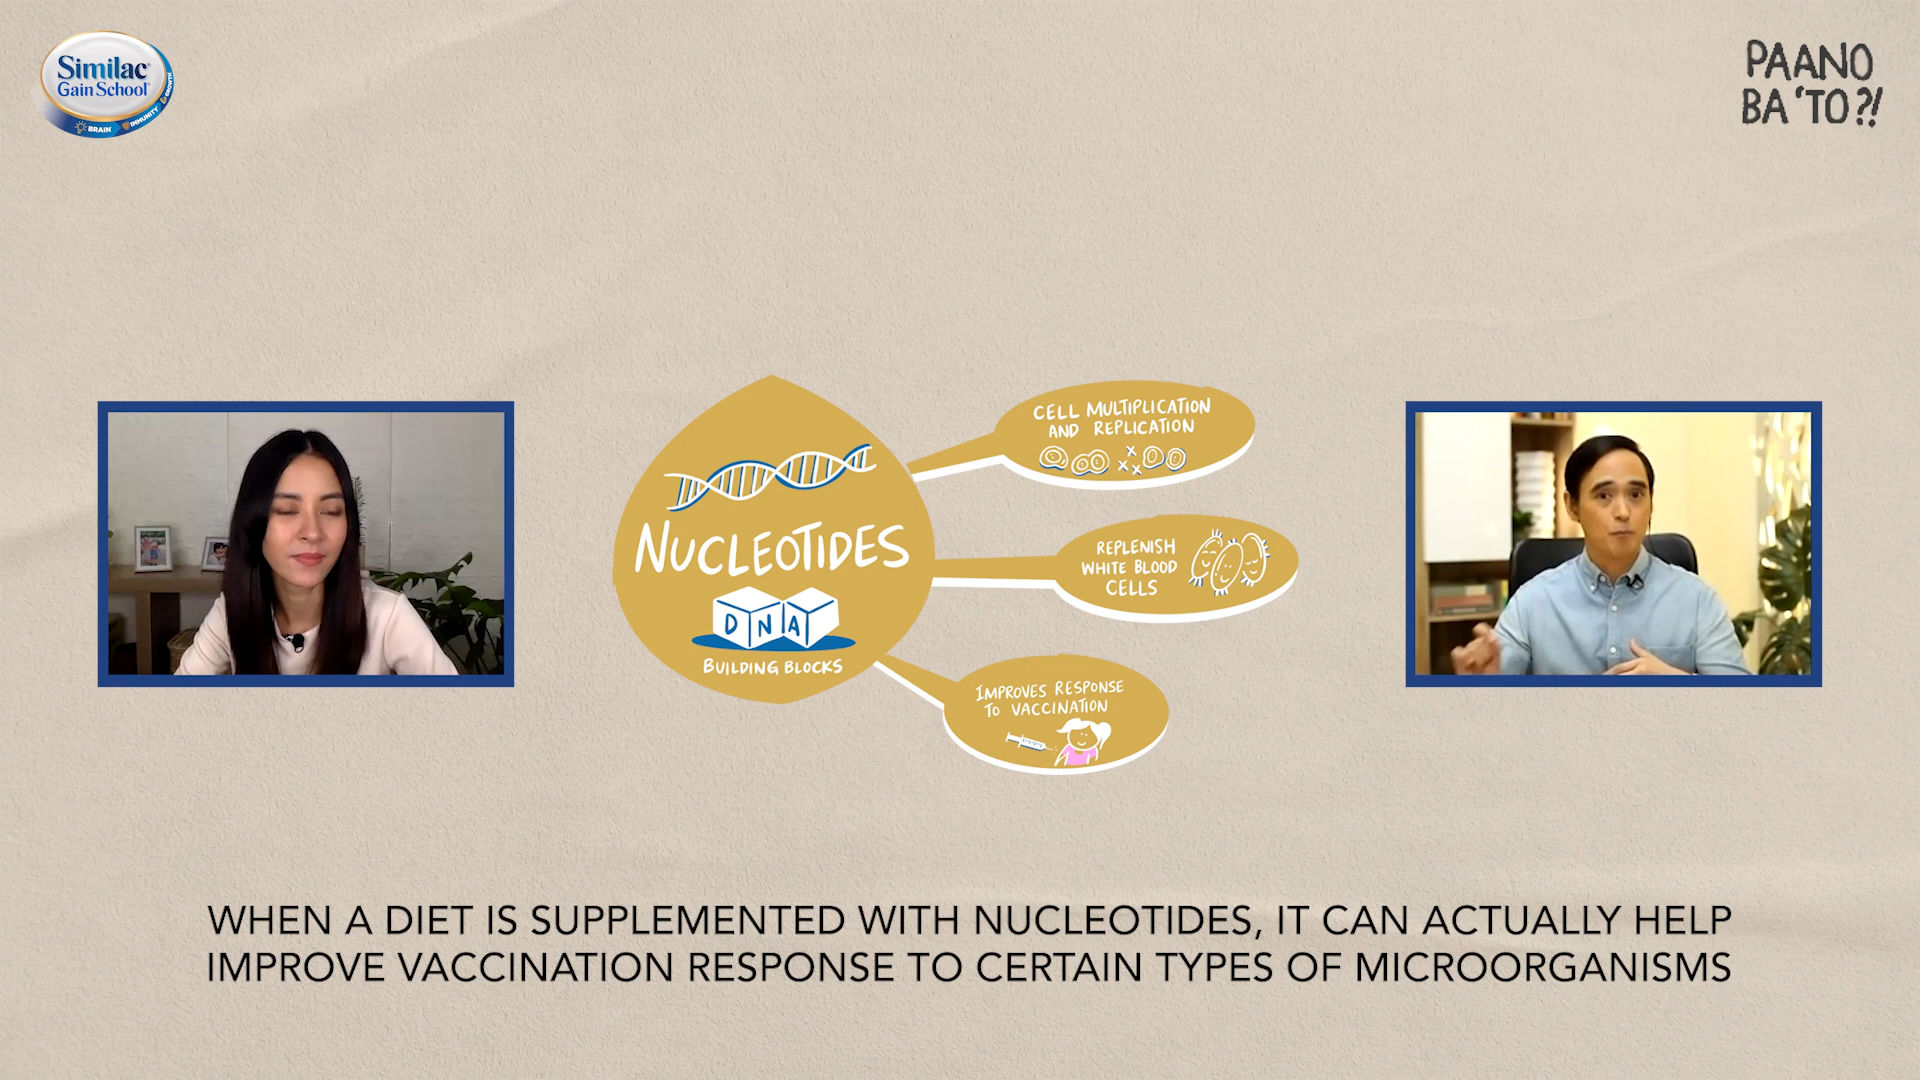 Similac
Gain School
BRAIN
IMMUNITY
GROWTH
PAANO
BA 'TO?!
CELL MULTIPLICATION
AND REPLICATION
NUCLEOTIDES
DNA
BUILDING BLOCKS
REPLENISH
WHITE BLOOD
CELLS
IMPROVES RESPONSE
TO VACCINATION
WHEN A DIET IS SUPPLEMENTED WITH NUCLEOTIDES, IT CAN ACTUALLY HELP
IMPROVE VACCINATION RESPONSE TO CERTAIN TYPES OF MICROORGANISMS